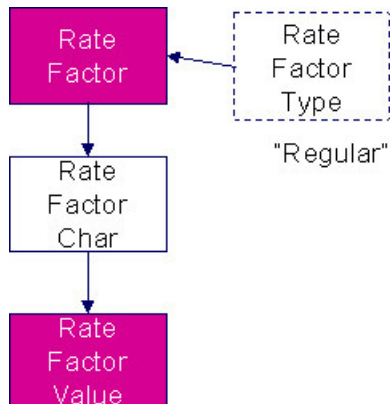 Rate
Factor
Rate
Factor
Type
"Regular"
Rate
Factor
Char
Rate
Factor
Value